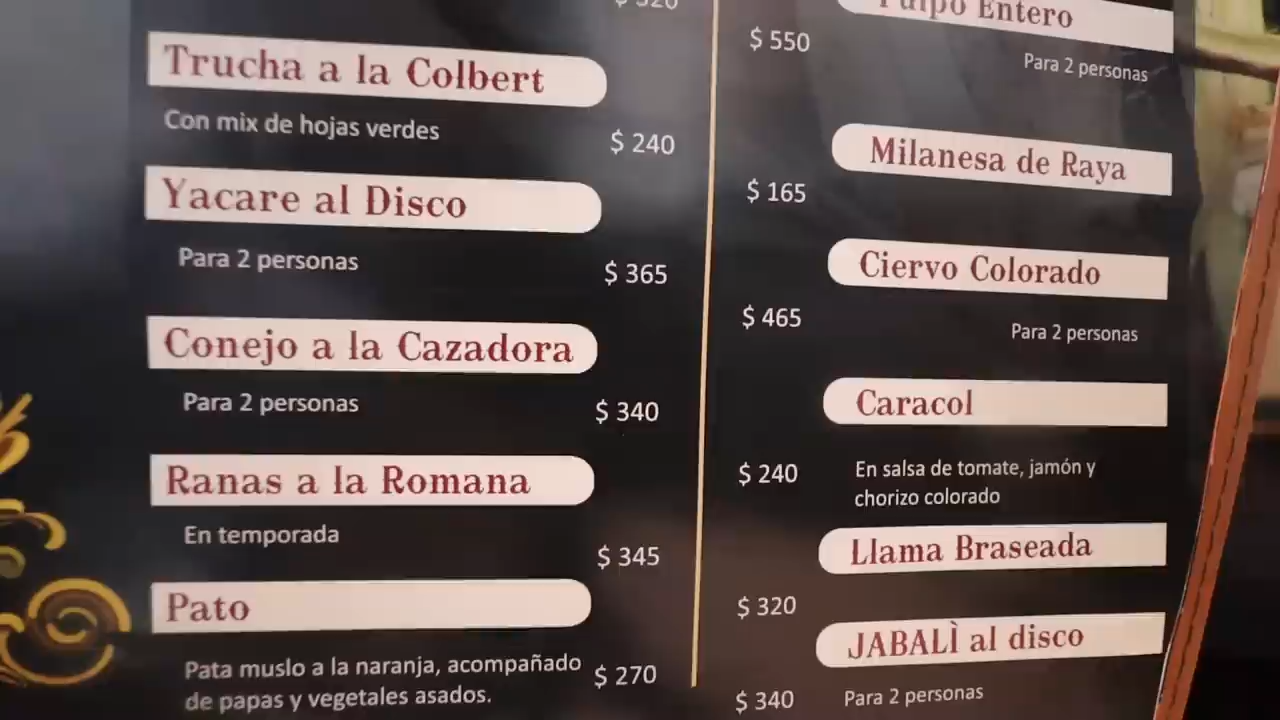 $ 320
Trucha a la Colbert
Con mix de hojas verdes
$ 240
Yacare al Disco
Para 2 personas
$ 365
Conejo a la Cazadora
Para 2 personas
$ 340
Ranas a la Romana
En temporada
$ 345
Pato
Pata muslo a la naranja, acompañado
de papas y vegetales asados.
$ 270
Pulpo Entero
$ 550
Para 2 personas
Milanesa de Raya
$ 165
Ciervo Colorado
$ 465
Para 2 personas
Caracol
$ 240
En salsa de tomate, jamón y
chorizo colorado
Llama Braseada
$ 320
JABALÌ al disco
$ 340
Para 2 personas